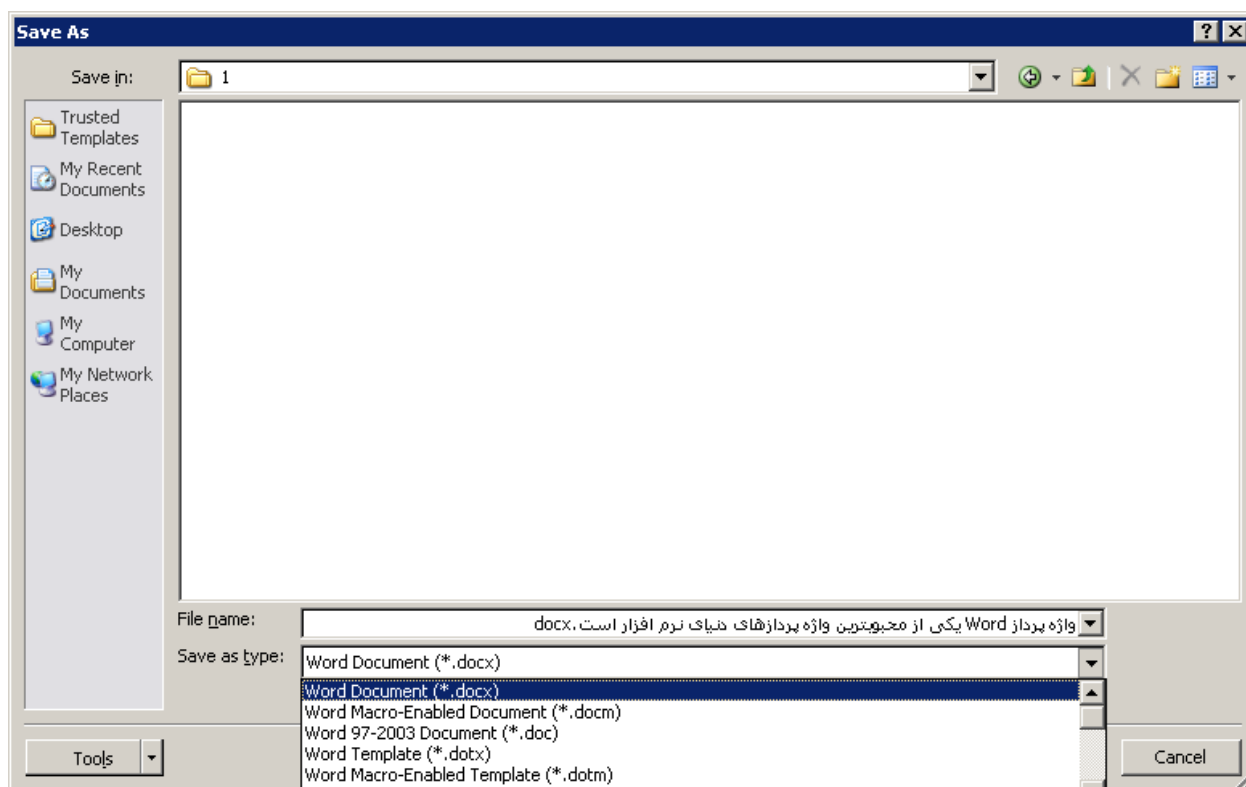 Save As
Save in:
1
Trusted
Templates
My Recent
Documents
Desktop
My
Documents
My
Computer
My Network
Places
File name:
واژه پرداز Word یکی از محبوبترین واژه پردازهای دنیای نرم افزار است.docx
Save as type:
Word Document (*.docx)
Word Document (*.docx)
Word Macro-Enabled Document (*.docm)
Word 97-2003 Document (*.doc)
Word Template (*.dotx)
Word Macro-Enabled Template (*.dotm)
Tools
Cancel